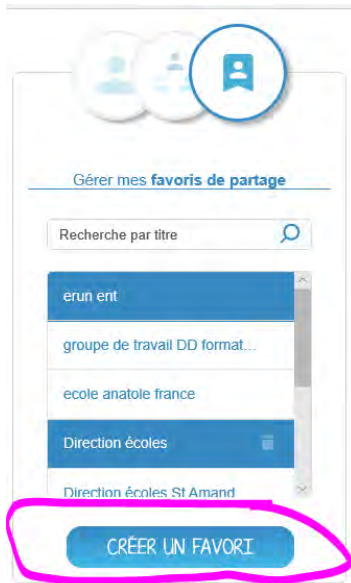 Gérer mes favoris de partage
Recherche par titre
erun ent
groupe de travail DD format...
ecole anatole france
Direction écoles
Direction écoles St Amand
CRÉER UN FAVORI